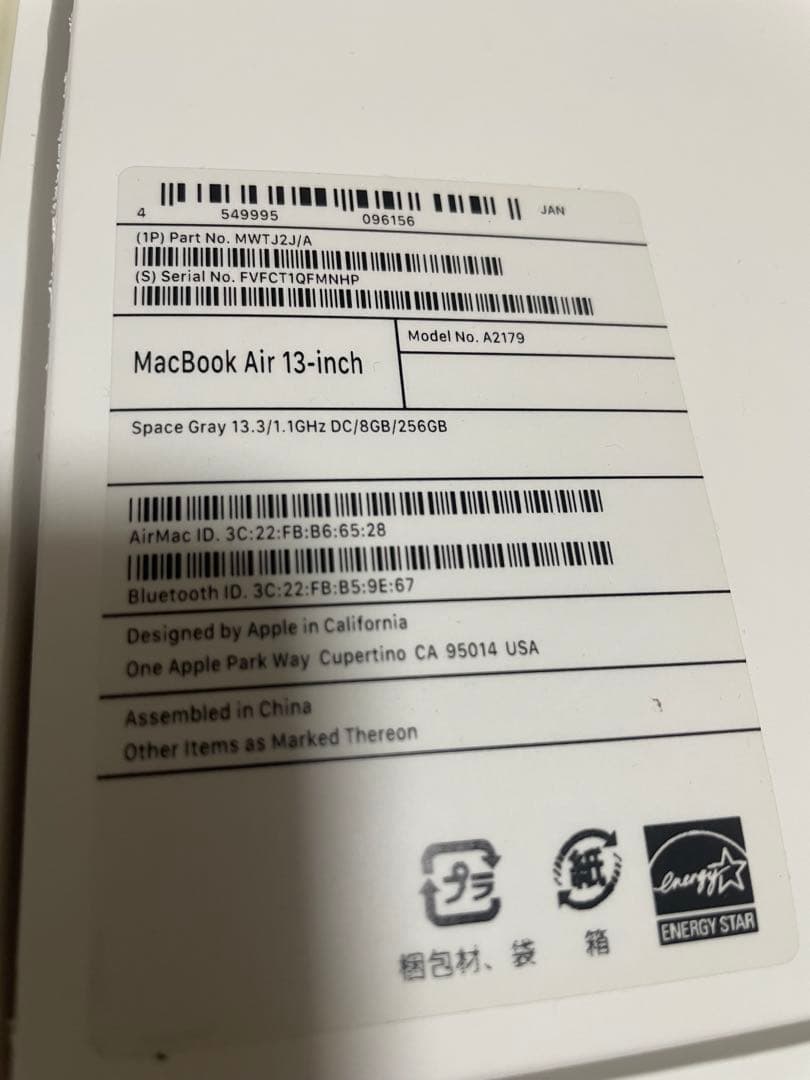 4 549995 096156 JAN
(1P) Part No. MWTJ2J/A
(S) Serial No. FVFCT1QFMNHP
MacBook Air 13-inch
Model No. A2179
Space Gray 13.3/1.1GHz DC/8GB/256GB
AirMac ID. 3C:22:FB:B6:65:28
Bluetooth ID. 3C:22:FB:B5:9E:67
Designed by Apple in California
One Apple Park Way Cupertino CA 95014 USA
Assembled in China
Other Items as Marked Thereon
プラ 紙 energy
梱包材、袋 箱 ENERGY STAR